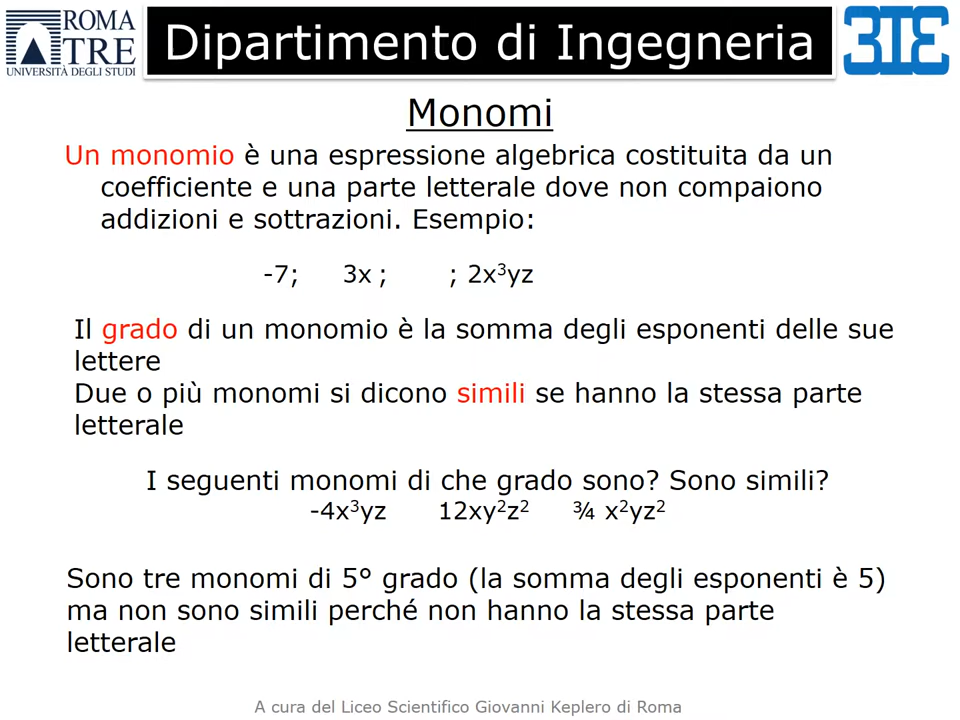 ROMA
TRE
UNIVERSITÀ DEGLI STUDI
Dipartimento di Ingegneria
Monomi
Un monomio è una espressione algebrica costituita da un
coefficiente e una parte letterale dove non compaiono
addizioni e sottrazioni. Esempio:
-7; 3x ; ; 2x³yz
Il grado di un monomio è la somma degli esponenti delle sue
lettere
Due o più monomi si dicono simili se hanno la stessa parte
letterale
I seguenti monomi di che grado sono? Sono simili?
-4x³yz 12xy²z² ¾ x²yz²
Sono tre monomi di 5° grado (la somma degli esponenti è 5)
ma non sono simili perché non hanno la stessa parte
letterale
A cura del Liceo Scientifico Giovanni Keplero di Roma